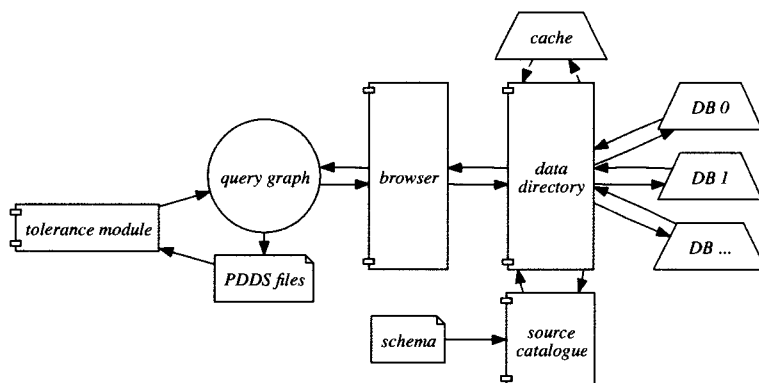 cache
DB 0
query graph
browser
data
directory
DB 1
tolerance module
DB ...
PDDS files
schema
source
catalogue